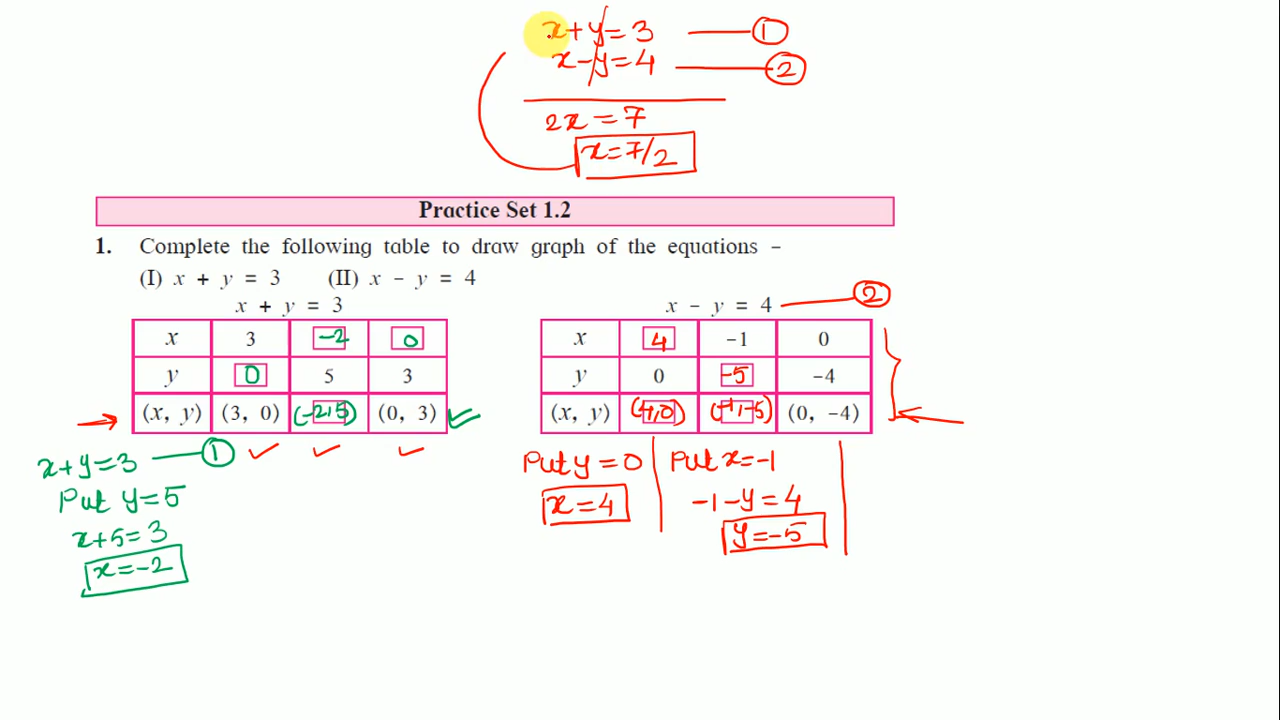 x+y=3 ① 
x-y=4 ②
2x=7
x=7/2
Practice Set 1.2
1. Complete the following table to draw graph of the equations -
(I) x + y = 3 (II) x - y = 4
x + y = 3
x 3 -2 0
y 0 5 3
(x, y) (3, 0) (-2,5) (0, 3)
x - y = 4 ②
x 4 -1 0
y 0 -5 -4
(x, y) (4,0) (-1,-5) (0, -4)
x+y=3 ①
Put y=5
x+5=3
x=-2
Put y=0
x=4
Put x=-1
-1-y=4
y=-5